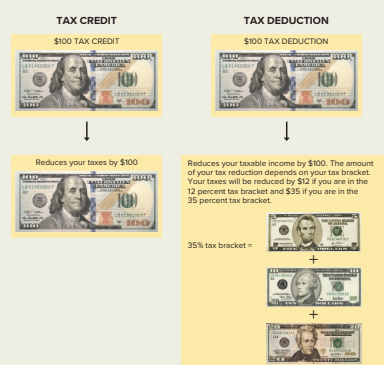 TAX CREDIT
$100 TAX CREDIT
Reduces your taxes by $100
TAX DEDUCTION
$100 TAX DEDUCTION
Reduces your taxable income by $100. The amount
of your tax reduction depends on your tax bracket.
Your taxes will be reduced by $12 if you are in the
12 percent tax bracket and $35 if you are in the
35 percent tax bracket.
35% tax bracket =
+
+